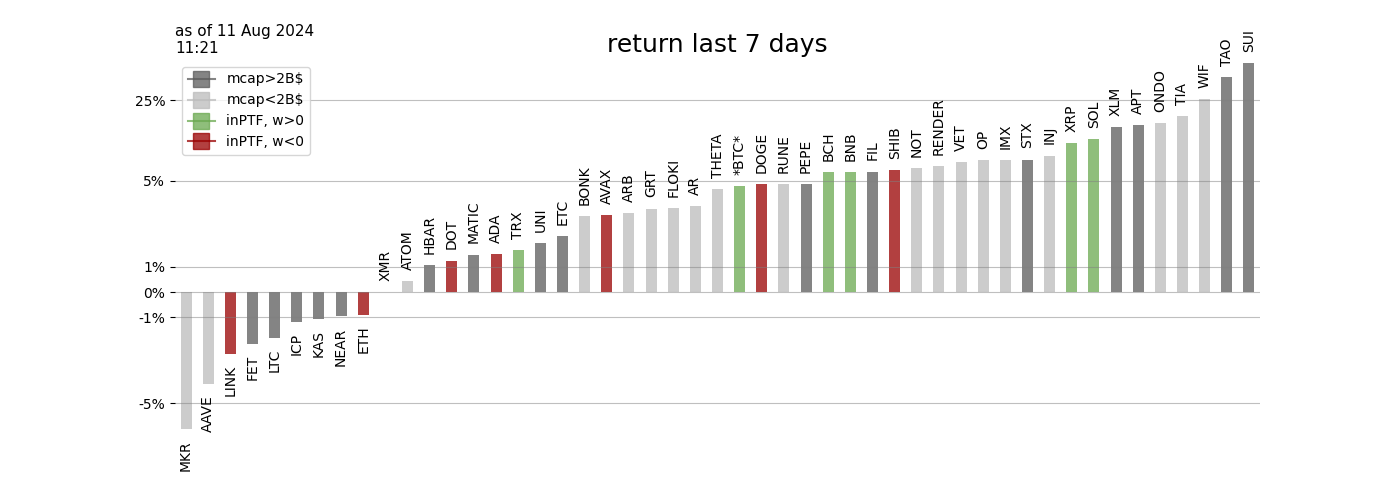 as of 11 Aug 2024
11:21
return last 7 days
mcap>2B$
mcap<2B$
inPTF, w>0
inPTF, w<0
25%
5%
1%
0%
-1%
-5%
MKR
AAVE
LINK
FET
LTC
ICP
KAS
NEAR
ETH
XMR
ATOM
HBAR
DOT
MATIC
ADA
TRX
UNI
ETC
BONK
AVAX
ARB
GRT
FLOKI
AR
THETA
*BTC*
DOGE
RUNE
PEPE
BCH
BNB
FIL
SHIB
NOT
RENDER
VET
OP
IMX
STX
INJ
XRP
SOL
XLM
APT
ONDO
TIA
WIF
TAO
SUI